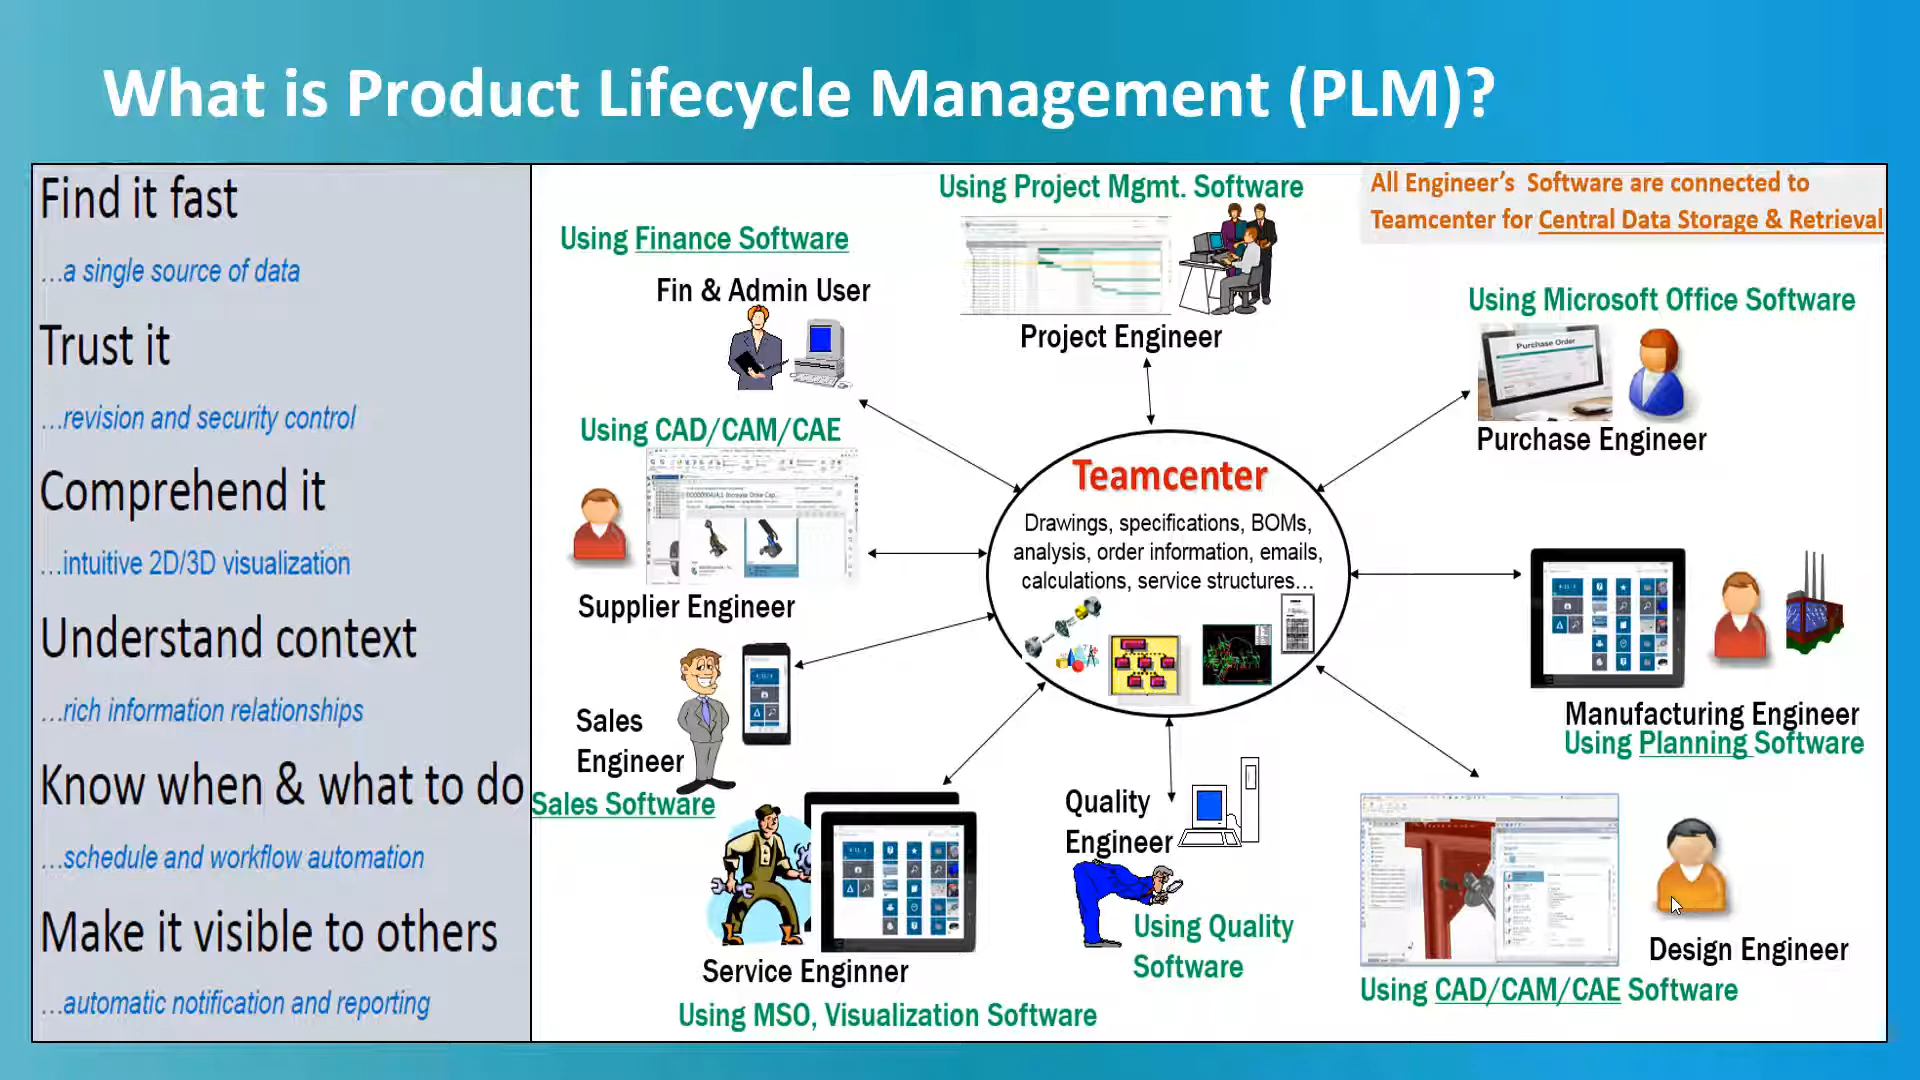 What is Product Lifecycle Management (PLM)?
Find it fast
...a single source of data
Trust it
...revision and security control
Comprehend it
...intuitive 2D/3D visualization
Understand context
...rich information relationships
Know when & what to do
...schedule and workflow automation
Make it visible to others
...automatic notification and reporting
Using Project Mgmt. Software
Project Engineer
All Engineer's Software are connected to
Teamcenter for Central Data Storage & Retrieval
Using Finance Software
Fin & Admin User
Using Microsoft Office Software
Purchase Order
Purchase Engineer
Using CAD/CAM/CAE
Supplier Engineer
Teamcenter
Drawings, specifications, BOMs,
analysis, order information, emails,
calculations, service structures...
Manufacturing Engineer
Using Planning Software
Sales
Engineer
Sales Software
Service Enginner
Using MSO, Visualization Software
Quality
Engineer
Using Quality
Software
Design Engineer
Using CAD/CAM/CAE Software